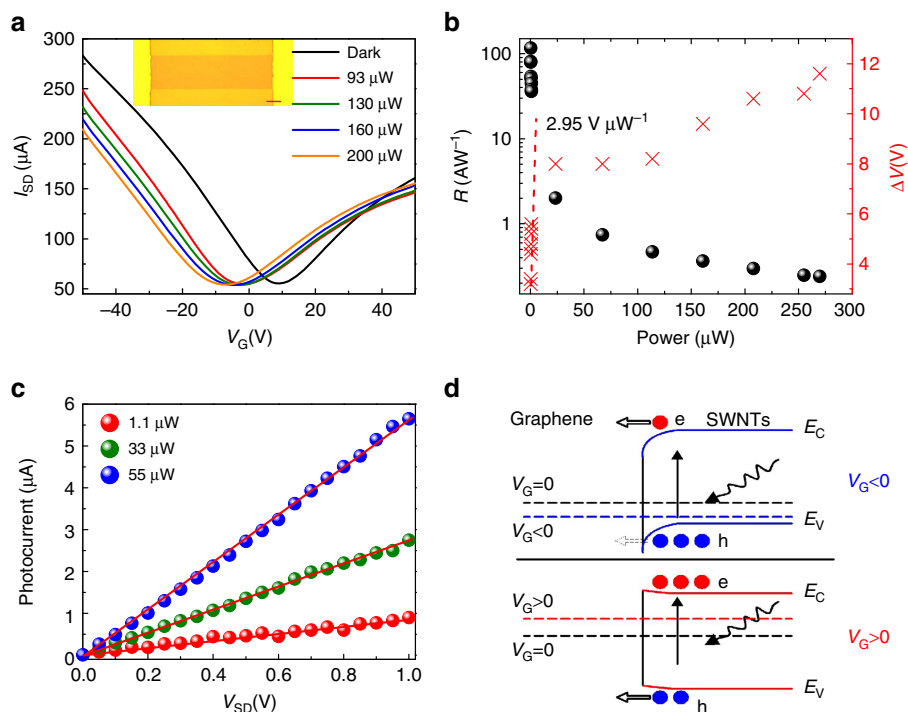 a
300
250
200
150
100
50
I_SD (μA)
−40 −20 0 20 40
V_G(V)
Dark
93 μW
130 μW
160 μW
200 μW
b
100
10
1
R (AW⁻¹)
2.95 V μW⁻¹
12
10
8
6
4
ΔV(V)
0 50 100 150 200 250 300
Power (μW)
c
6
5
4
3
2
1
0
Photocurrent (μA)
1.1 μW
33 μW
55 μW
0.0 0.2 0.4 0.6 0.8 1.0
V_SD(V)
d
Graphene e SWNTs E_C
V_G=0 V_G<0
V_G<0 E_V
h
e
V_G>0 E_C
V_G=0 V_G>0
E_V
h